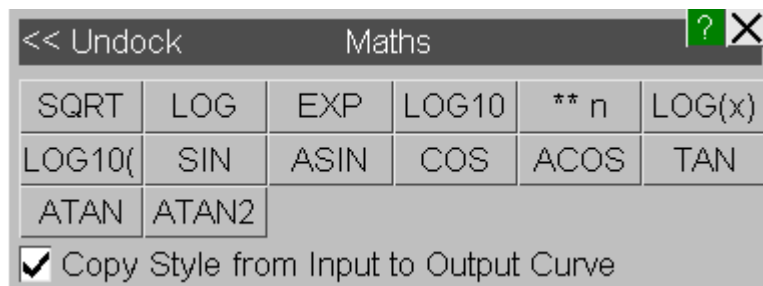 << Undock Maths ?
SQRT LOG EXP LOG10 ** n LOG(x)
LOG10( SIN ASIN COS ACOS TAN
ATAN ATAN2
Copy Style from Input to Output Curve